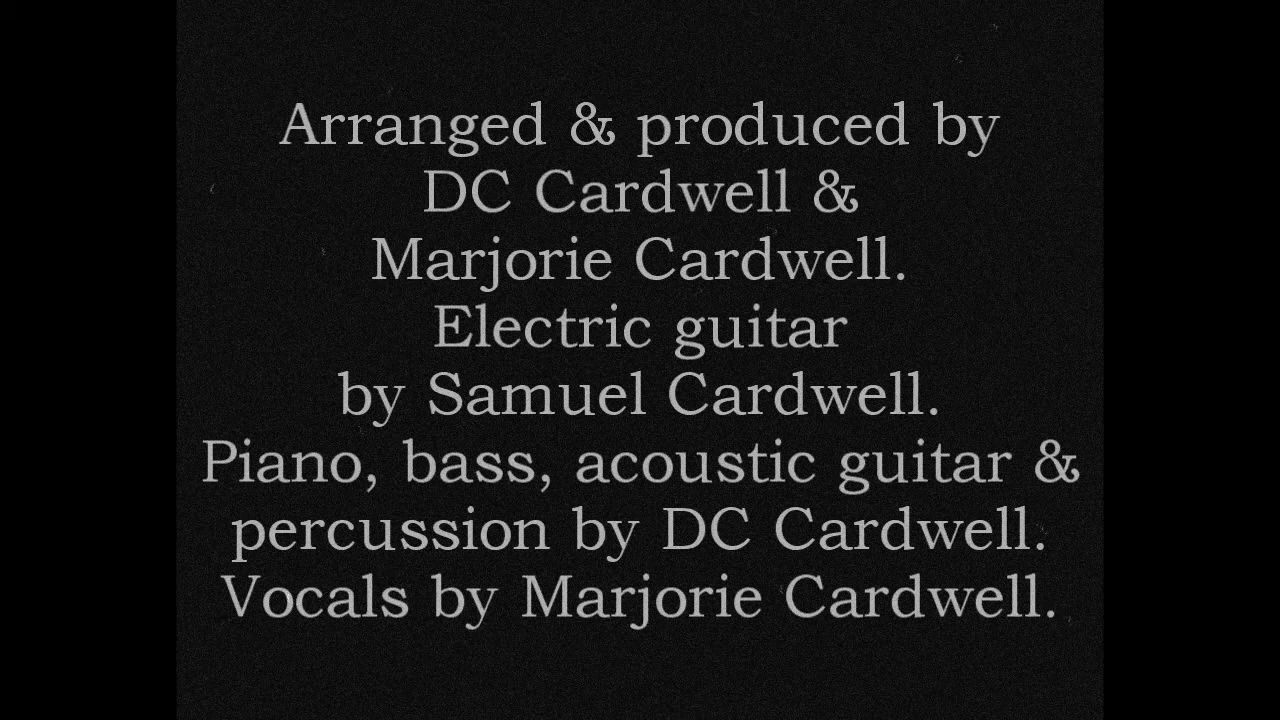 Arranged & produced by
DC Cardwell &
Marjorie Cardwell.
Electric guitar
by Samuel Cardwell.
Piano, bass, acoustic guitar &
percussion by DC Cardwell.
Vocals by Marjorie Cardwell.